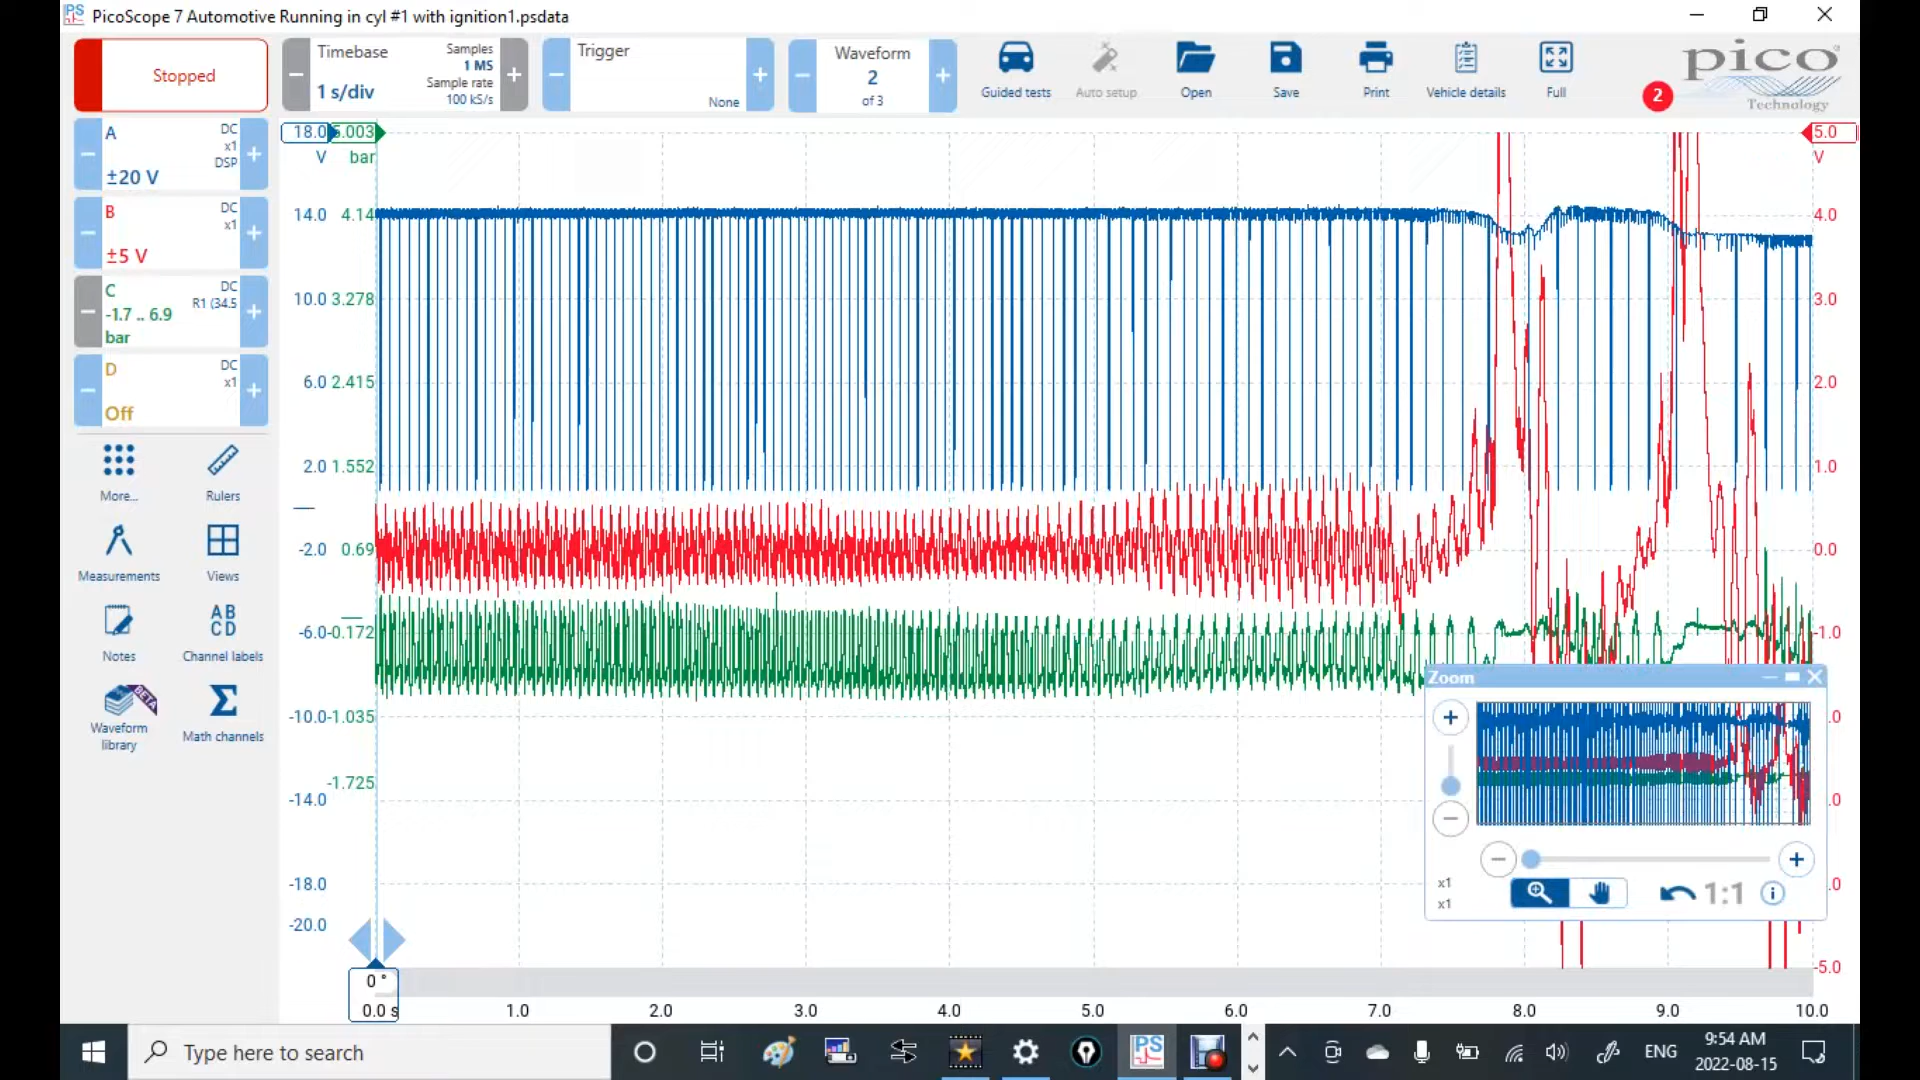 PicoScope 7 Automotive Running in cyl #1 with ignition1.psdata
Stopped
Timebase
1 s/div
Samples
1 MS
Sample rate
100 kS/s
Trigger
None
Waveform
2
of 3
Guided tests
Auto setup
Open
Save
Print
Vehicle details
Full
2
pico
Technology
A
DC
x1
DSP
±20 V
B
DC
x1
±5 V
C
DC
R1 (34.5
-1.7 .. 6.9
bar
D
DC
x1
Off
More...
Rulers
Measurements
Views
Notes
AB
CD
Channel labels
BETA
Waveform
library
Math channels
18.0 5.003
V bar
14.0 4.14
10.0 3.278
6.0 2.415
2.0 1.552
-2.0 0.69
-6.0 -0.172
-10.0 -1.035
-1.725
-14.0
-18.0
-20.0
5.0
V
4.0
3.0
2.0
1.0
0.0
-1.0
.0
.0
.0
-5.0
Zoom
x1
x1
1:1
0 °
0.0 s 1.0 2.0 3.0 4.0 5.0 6.0 7.0 8.0 9.0 10.0
Type here to search
PS
ENG
9:54 AM
2022-08-15